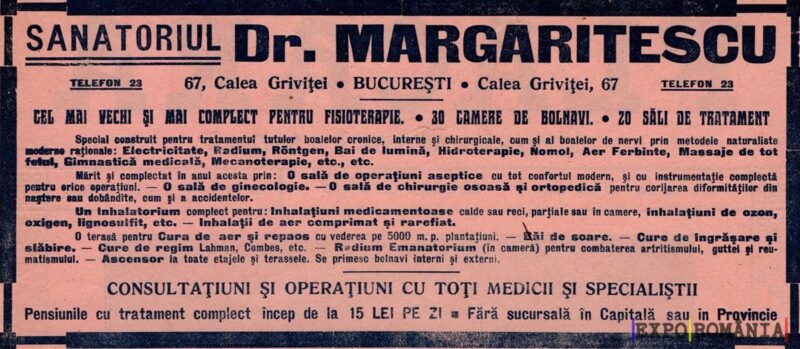 SANATORIUL Dr. MARGARITESCU
TELEFON 23 67, Calea Griviței • BUCUREȘTI • Calea Griviței, 67 TELEFON 23
CEL MAI VECHI ȘI MAI COMPLECT PENTRU FISIOTERAPIE. • 30 CAMERE DE BOLNAVI. • 20 SĂLI DE TRATAMENT
Special construit pentru tratamentul tutulor boalelor cronice, interne și chirurgicale, cum și al boalelor de nervi prin metodele naturaliste
moderne raționale: Electricitate, Radium, Röntgen, Bai de lumină, Hidroterapie, Nomol, Aer Ferbinte, Massaje de tot
felul, Gimnastică medicală, Mecanoterapie, etc., etc.
Mărit și complectat în anul acesta prin: O sală de operațiuni aseptice cu tot confortul modern, și cu instrumentație complectă
pentru orice operațiuni. — O sală de ginecologie. — O sală de chirurgie osoasă și ortopedică pentru corijarea diformităților din
naștere sau dobândite, cum și a accidentelor.
Un Inhalatorium complect pentru: Inhalațiuni medicamentoase calde sau reci, parțiale sau în camere, inhalațiuni de ozon,
oxigen, lignosulfit, etc. — Inhalații de aer comprimat și rarefiat.
O terasă pentru Cura de aer și repaos cu vederea pe 5000 m. p. plantațiuni. — Băi de soare. — Cure de îngrășare și
slăbire. — Cure de regim Lahman, Combes, etc. — Radium Emanatorium (in cameră) pentru combaterea artritismului, guttei și reu-
matismului. — Ascensor la toate etajele și terassele. Se primesc bolnavi interni și externi.
CONSULTAȚIUNI ȘI OPERAȚIUNI CU TOȚI MEDICII ȘI SPECIALIȘTII
Pensiunile cu tratament complect încep de la 15 LEI PE ZI = Fără sucursală în Capitală sau in Provincie
EXPO ROMÂNIA